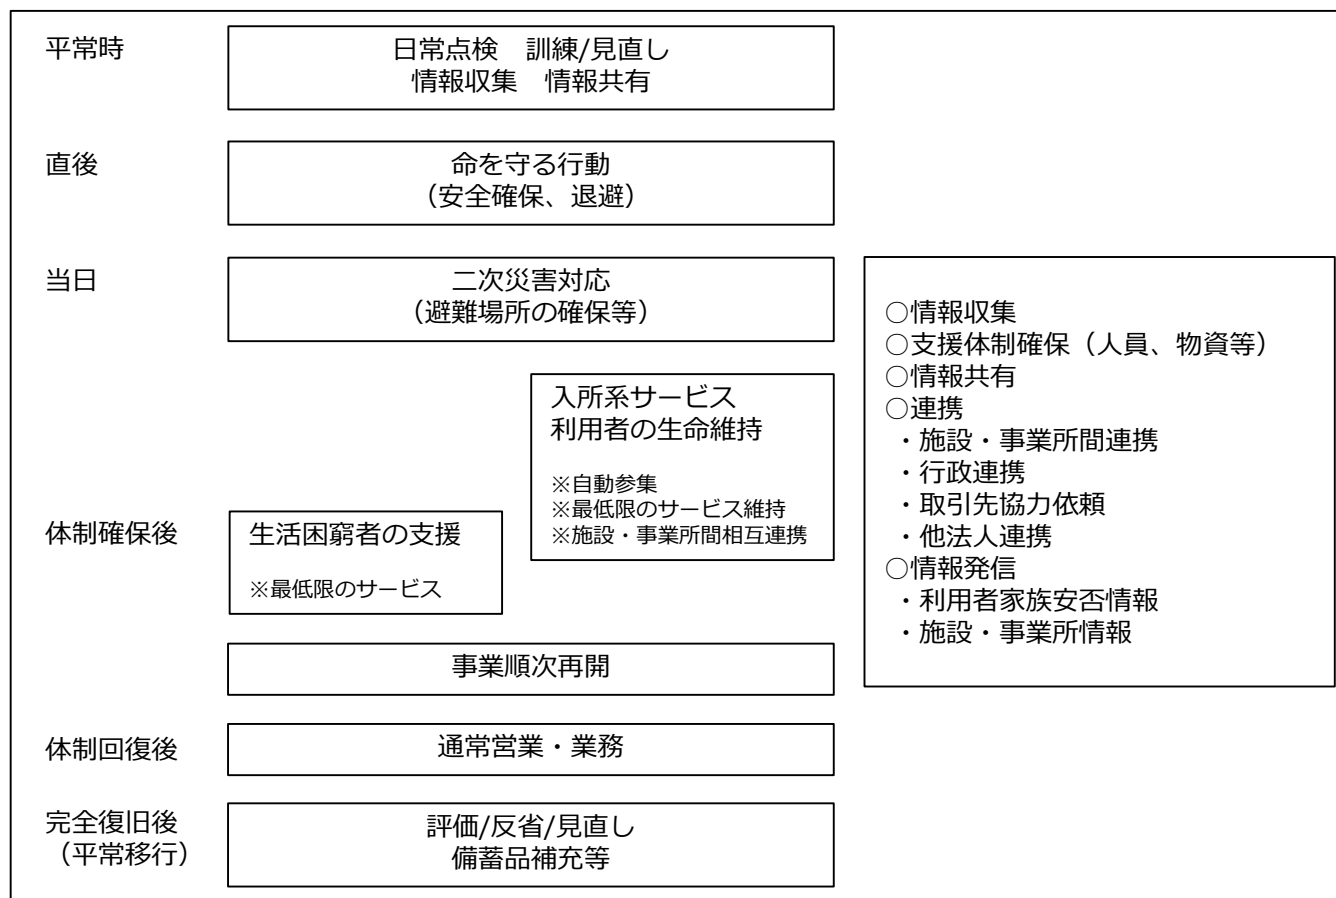 平常時
日常点検　訓練/見直し
情報収集　情報共有
直後
命を守る行動
（安全確保、退避）
当日
二次災害対応
（避難場所の確保等）
入所系サービス
利用者の生命維持
※自動参集
※最低限のサービス維持
※施設・事業所間相互連携
体制確保後
生活困窮者の支援
※最低限のサービス
事業順次再開
体制回復後
通常営業・業務
完全復旧後
（平常移行）
評価/反省/見直し
備蓄品補充等
○情報収集
○支援体制確保（人員、物資等）
○情報共有
○連携
・施設・事業所間連携
・行政連携
・取引先協力依頼
・他法人連携
○情報発信
・利用者家族安否情報
・施設・事業所情報